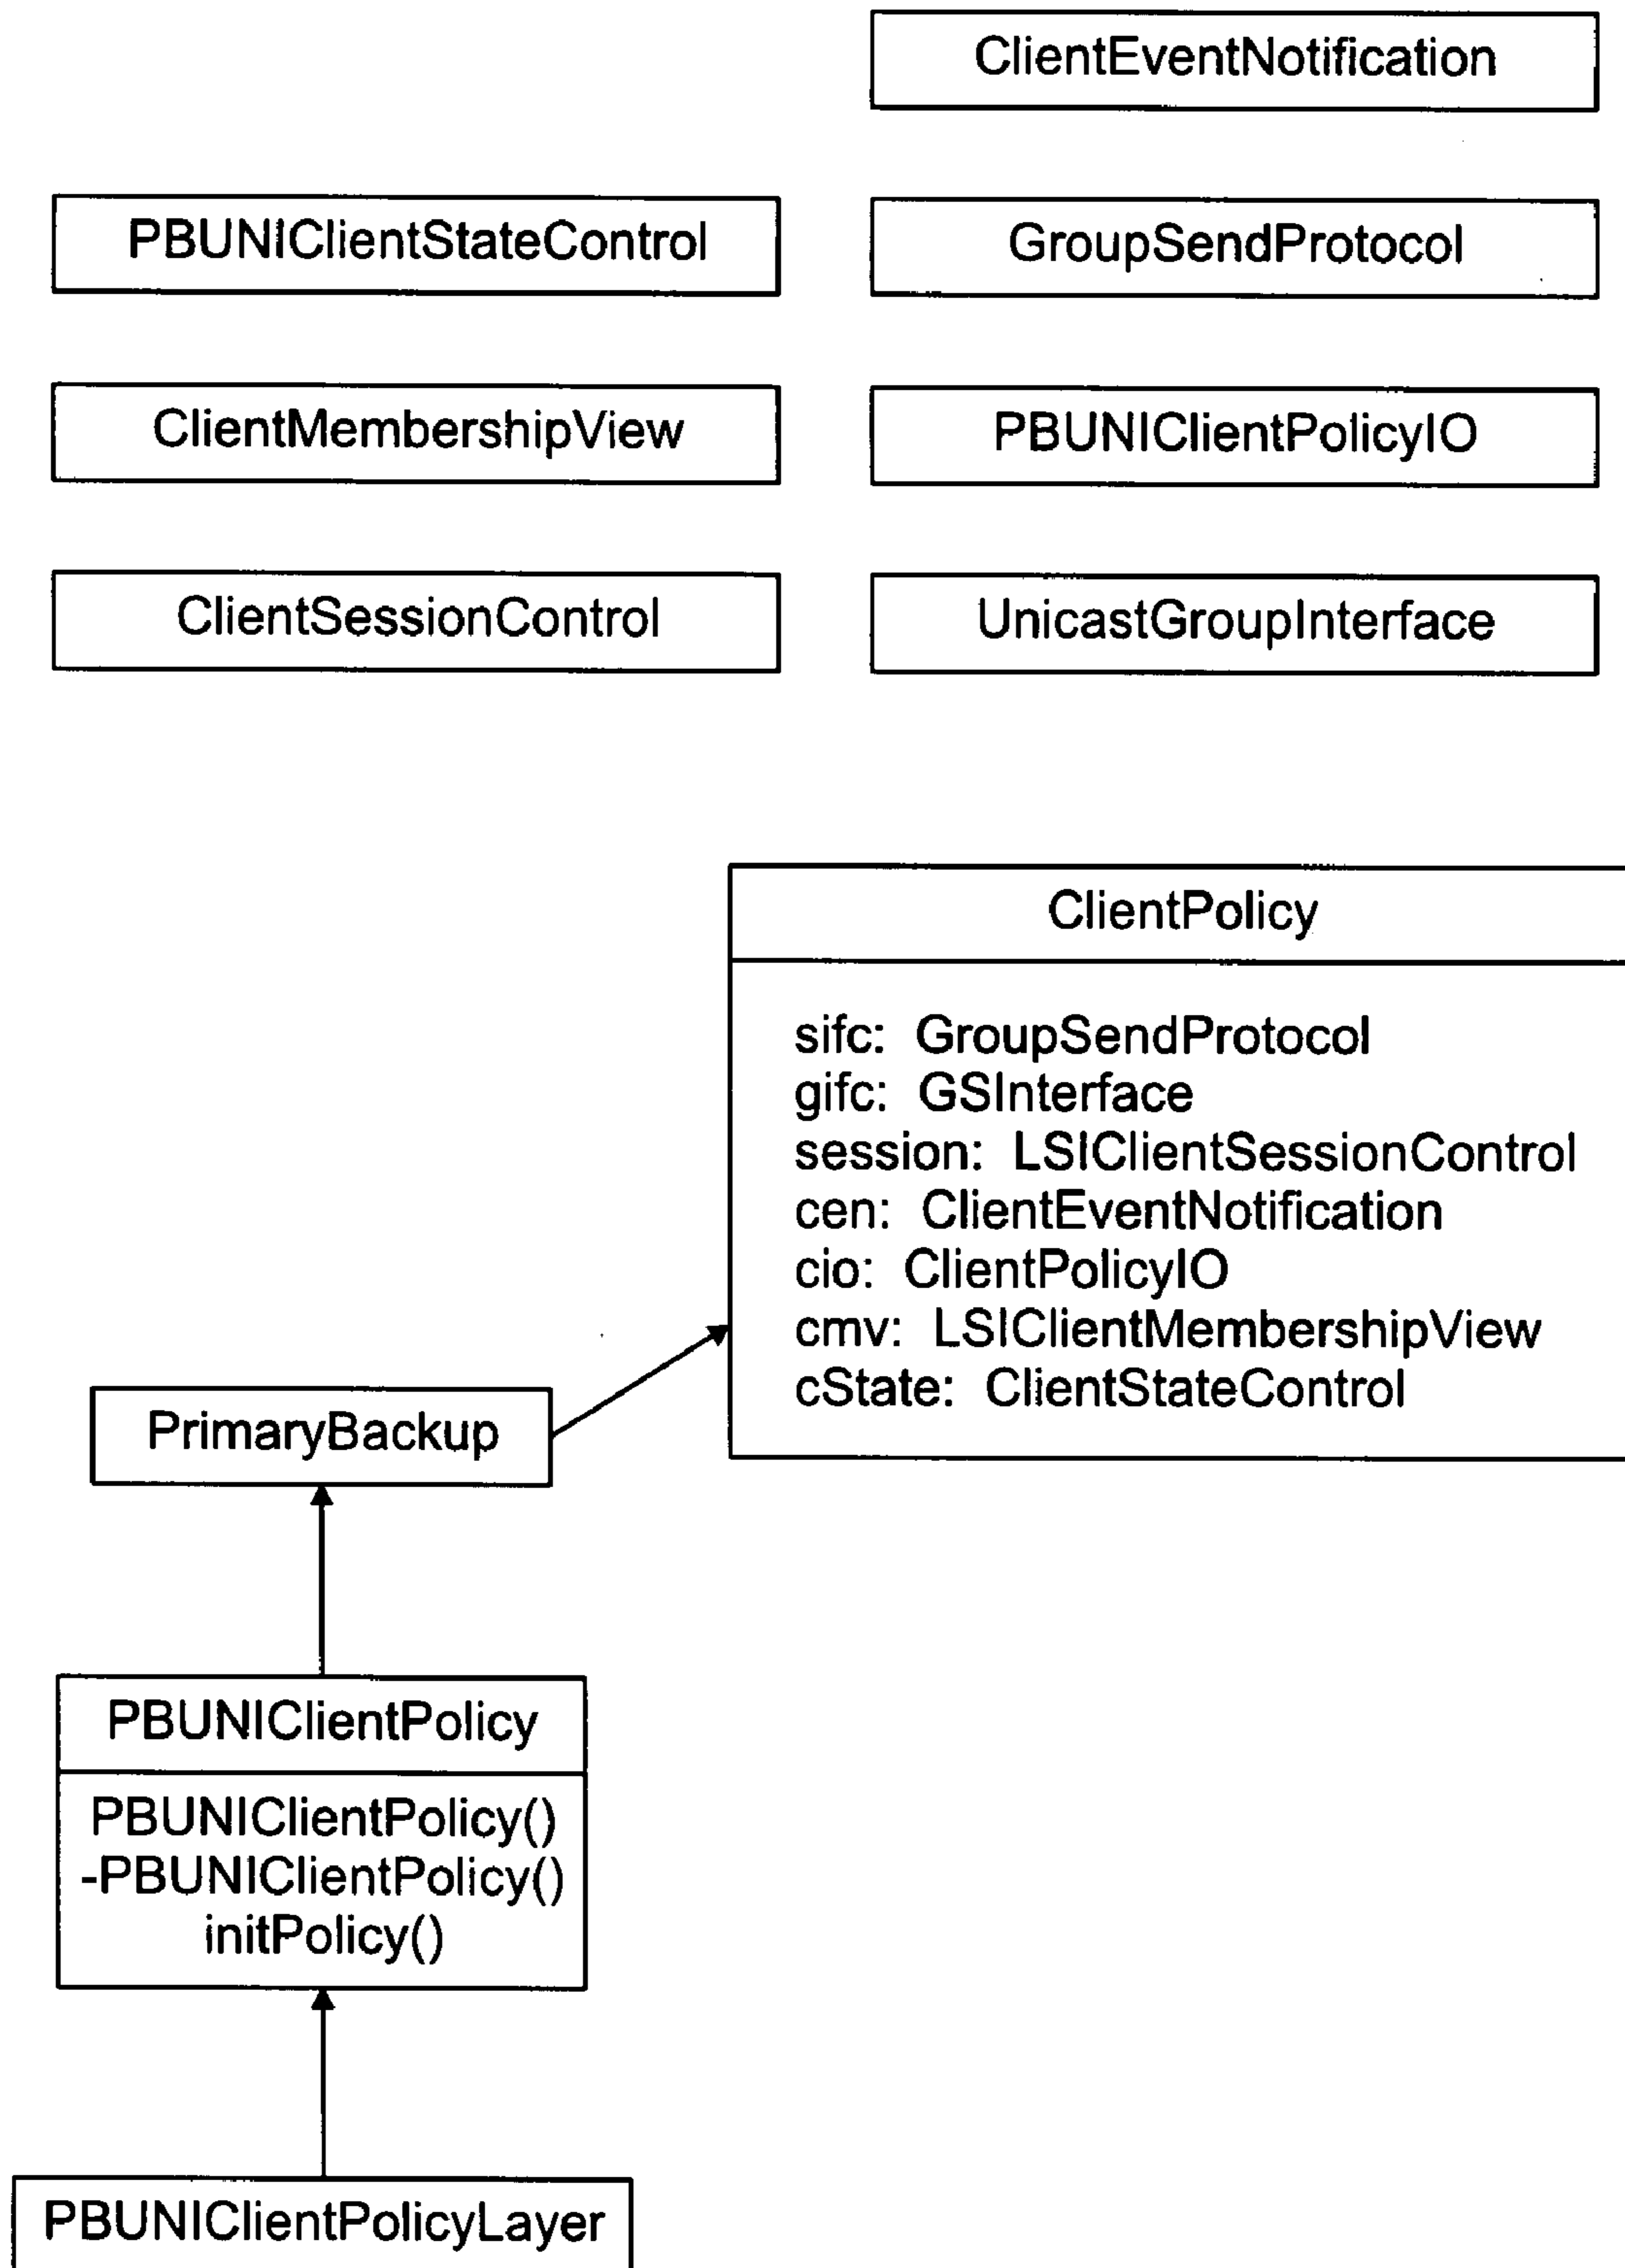 ClientEventNotification
PBUNIClientStateControl
GroupSendProtocol
ClientMembershipView
PBUNIClientPolicyIO
ClientSessionControl
UnicastGroupInterface
ClientPolicy
sifc: GroupSendProtocol
gifc: GSInterface
session: LSIClientSessionControl
cen: ClientEventNotification
cio: ClientPolicyIO
cmv: LSIClientMembershipView
cState: ClientStateControl
PrimaryBackup
PBUNIClientPolicy
PBUNIClientPolicy()
-PBUNIClientPolicy()
initPolicy()
PBUNIClientPolicyLayer